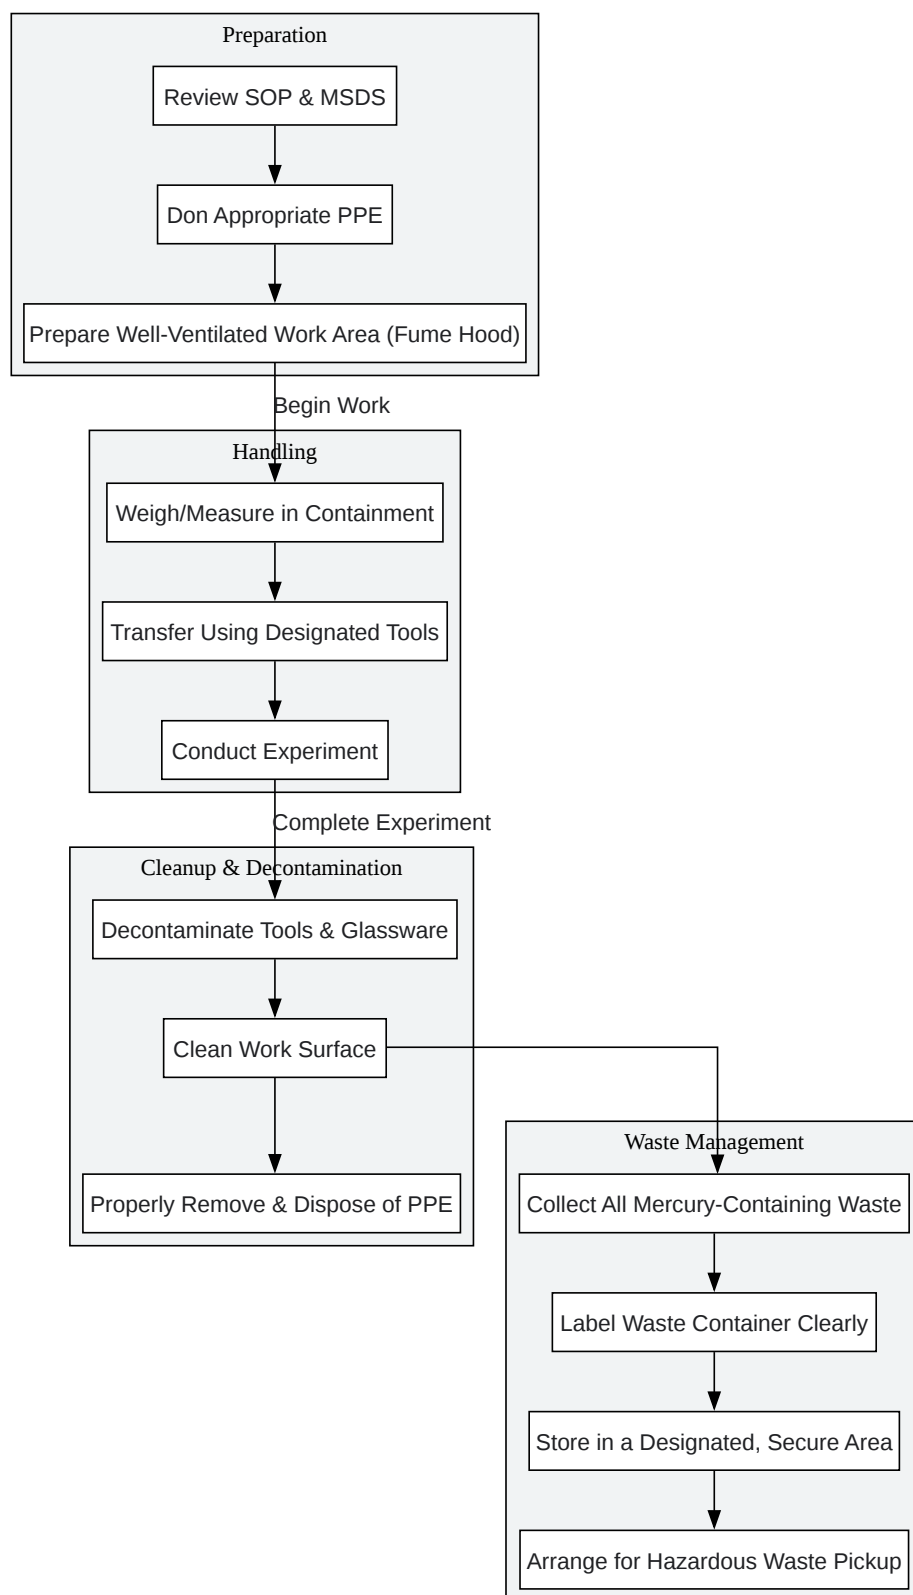 Preparation
Review SOP & MSDS
Don Appropriate PPE
Prepare Well-Ventilated Work Area (Fume Hood)
Begin Work
Handling
Weigh/Measure in Containment
Transfer Using Designated Tools
Conduct Experiment
Complete Experiment
Cleanup & Decontamination
Decontaminate Tools & Glassware
Clean Work Surface
Properly Remove & Dispose of PPE
Waste Management
Collect All Mercury-Containing Waste
Label Waste Container Clearly
Store in a Designated, Secure Area
Arrange for Hazardous Waste Pickup